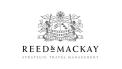 REED&MACKAY
STRATEGIC TRAVEL MANAGEMENT